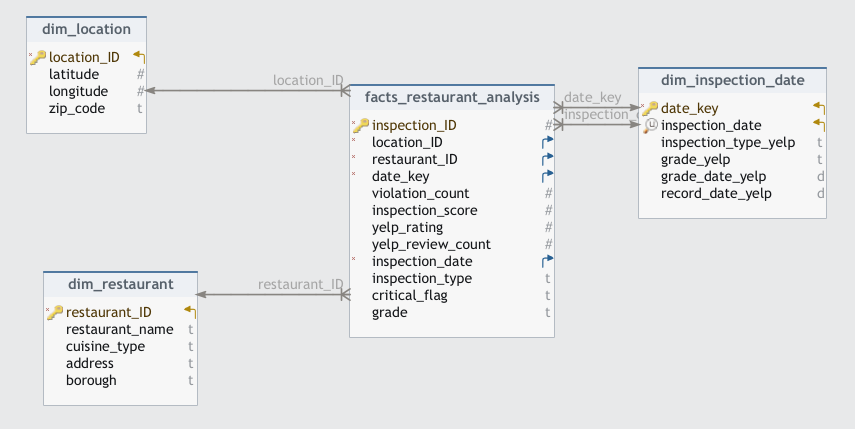 dim_location
location_ID
latitude #
longitude #
zip_code t
location_ID
facts_restaurant_analysis
inspection_ID #
location_ID
restaurant_ID
date_key
violation_count #
inspection_score #
yelp_rating #
yelp_review_count #
inspection_date
inspection_type t
critical_flag t
grade t
date_key
dim_inspection_date
date_key
u inspection_date
inspection_type_yelp t
grade_yelp t
grade_date_yelp d
record_date_yelp d
dim_restaurant
restaurant_ID
restaurant_name t
cuisine_type t
address t
borough t
restaurant_ID